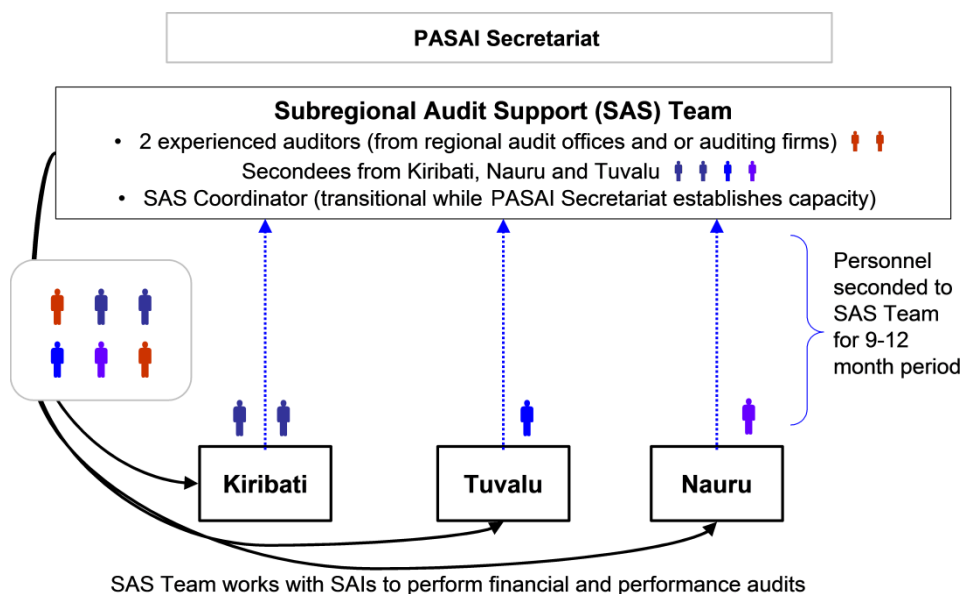 PASAI Secretariat
Subregional Audit Support (SAS) Team
• 2 experienced auditors (from regional audit offices and or auditing firms)
Secondees from Kiribati, Nauru and Tuvalu
• SAS Coordinator (transitional while PASAI Secretariat establishes capacity)
Personnel
seconded to
SAS Team
for 9-12
month period
Kiribati
Tuvalu
Nauru
SAS Team works with SAIs to perform financial and performance audits